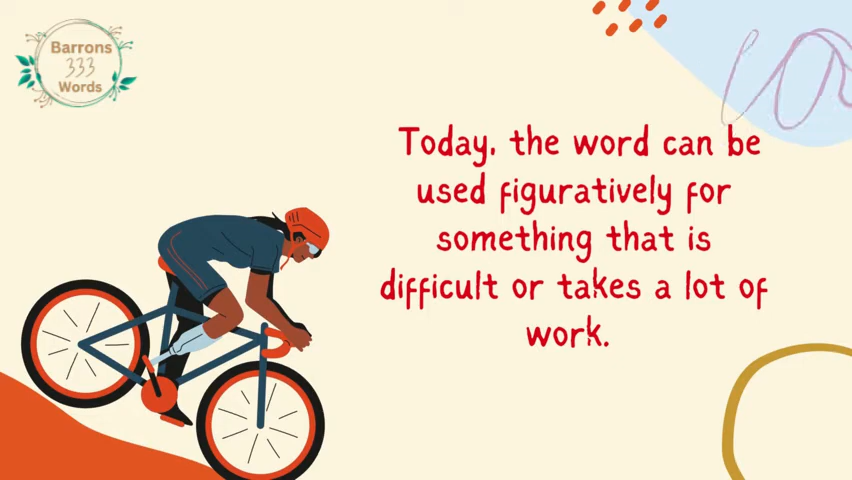 Barrons
333
Words
Today, the word can be
used figuratively for
something that is
difficult or takes a lot of
work.